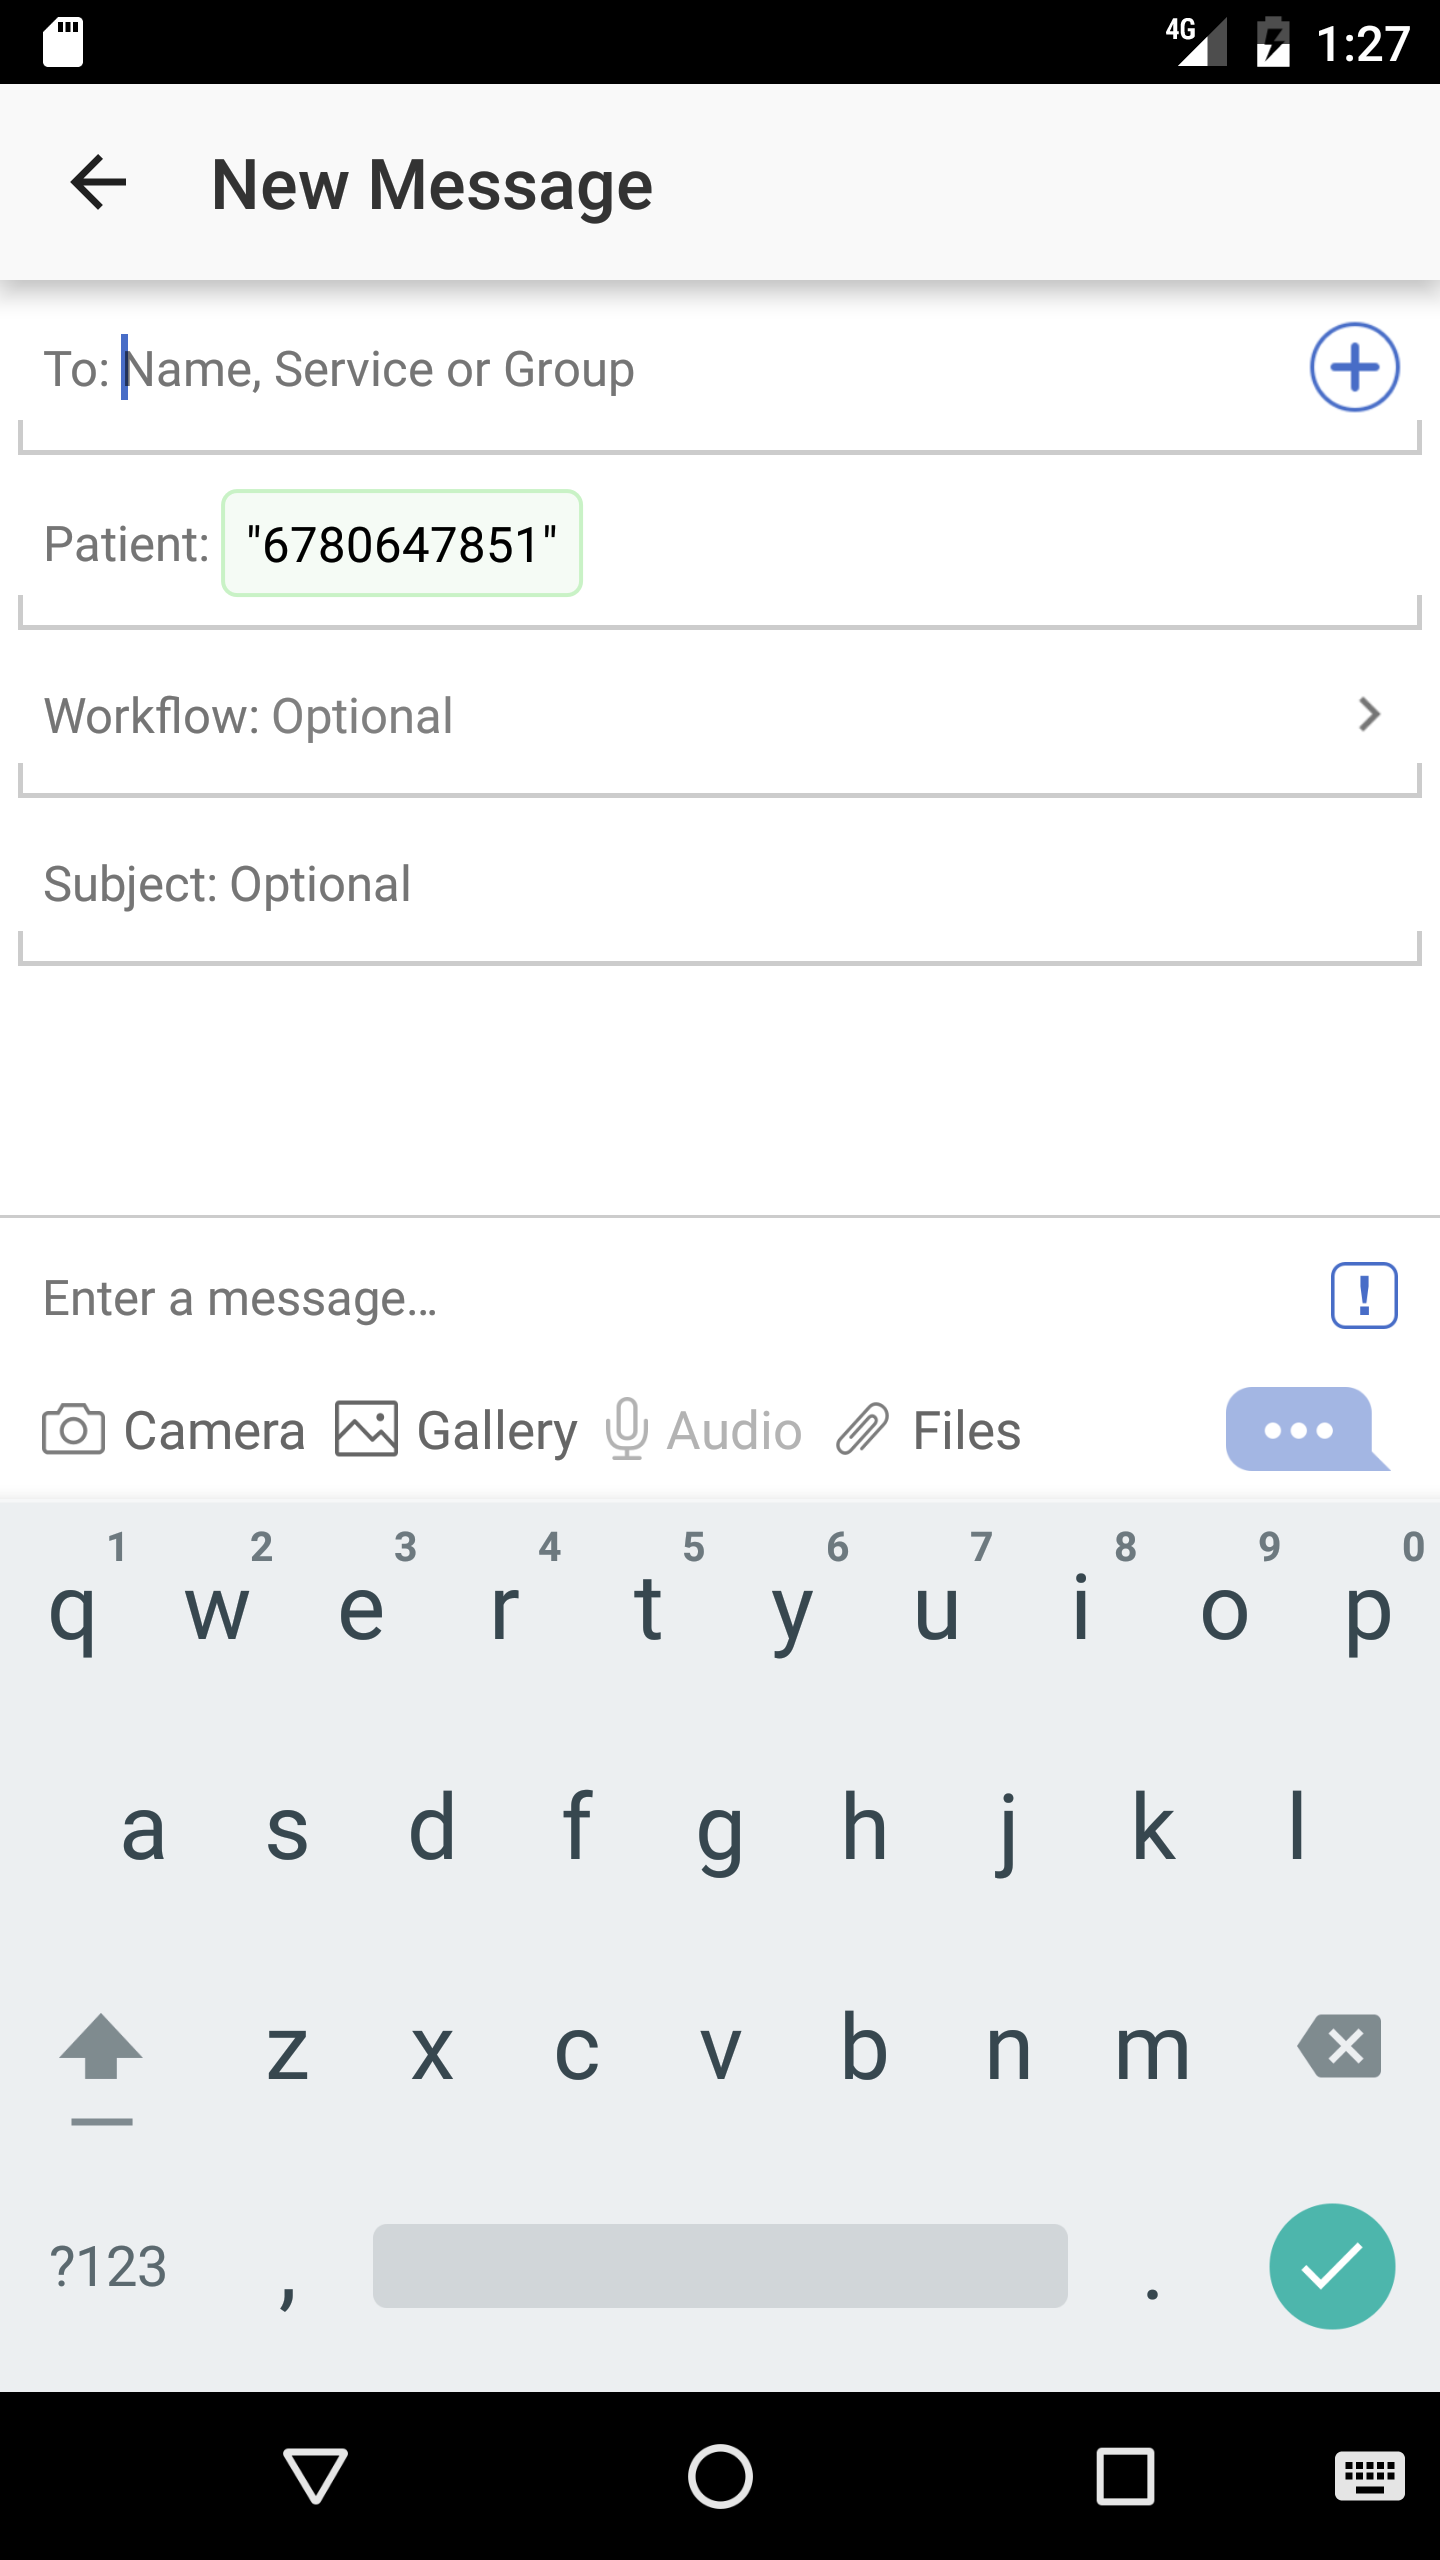 4G 1:27
New Message
To: Name, Service or Group
Patient: "6780647851"
Workflow: Optional
Subject: Optional
Enter a message...
!
Camera Gallery Audio Files
1 2 3 4 5 6 7 8 9 0
q w e r t y u i o p
a s d f g h j k l
z x c v b n m
?123 , .